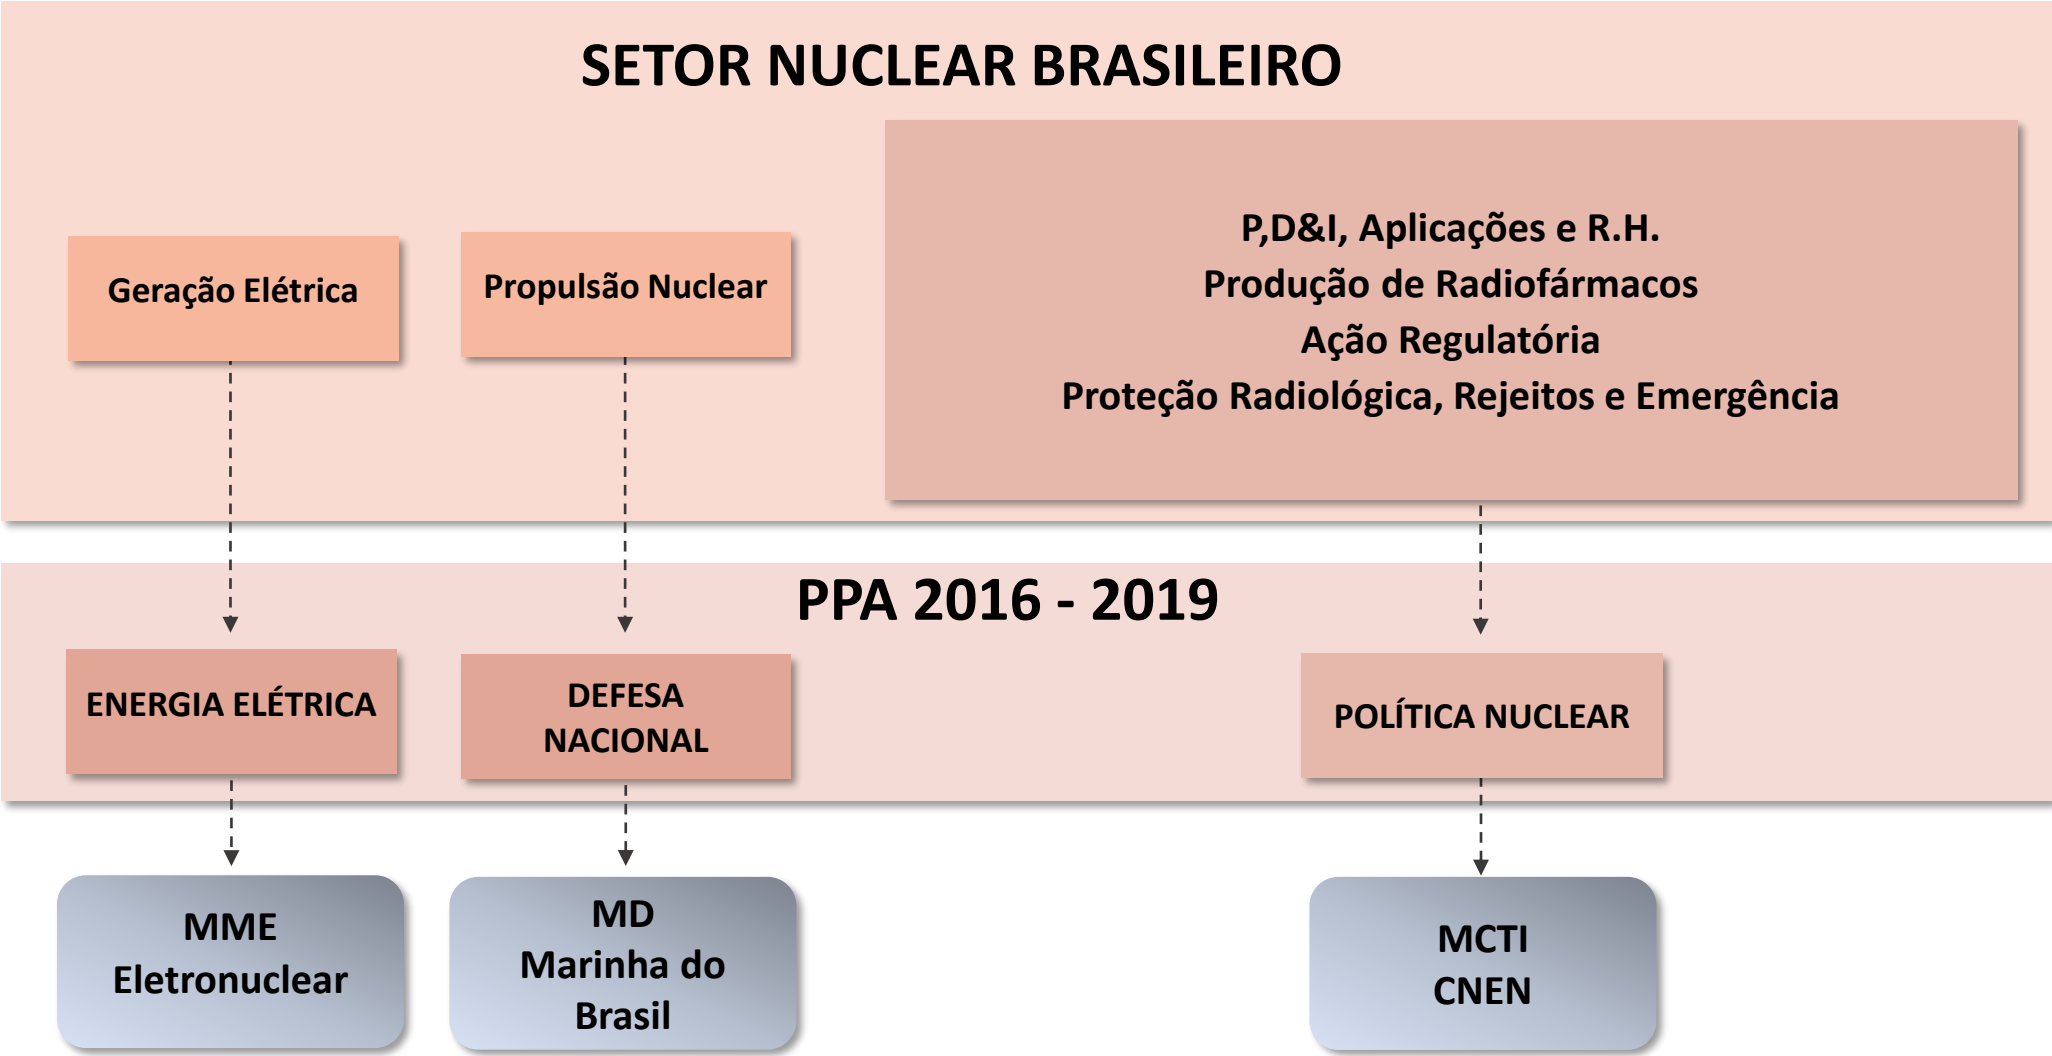 SETOR NUCLEAR BRASILEIRO
Geração Elétrica
Propulsão Nuclear
P,D&I, Aplicações e R.H.
Produção de Radiofármacos
Ação Regulatória
Proteção Radiológica, Rejeitos e Emergência
PPA 2016 - 2019
ENERGIA ELÉTRICA
DEFESA
NACIONAL
POLÍTICA NUCLEAR
MME
Eletronuclear
MD
Marinha do
Brasil
MCTI
CNEN